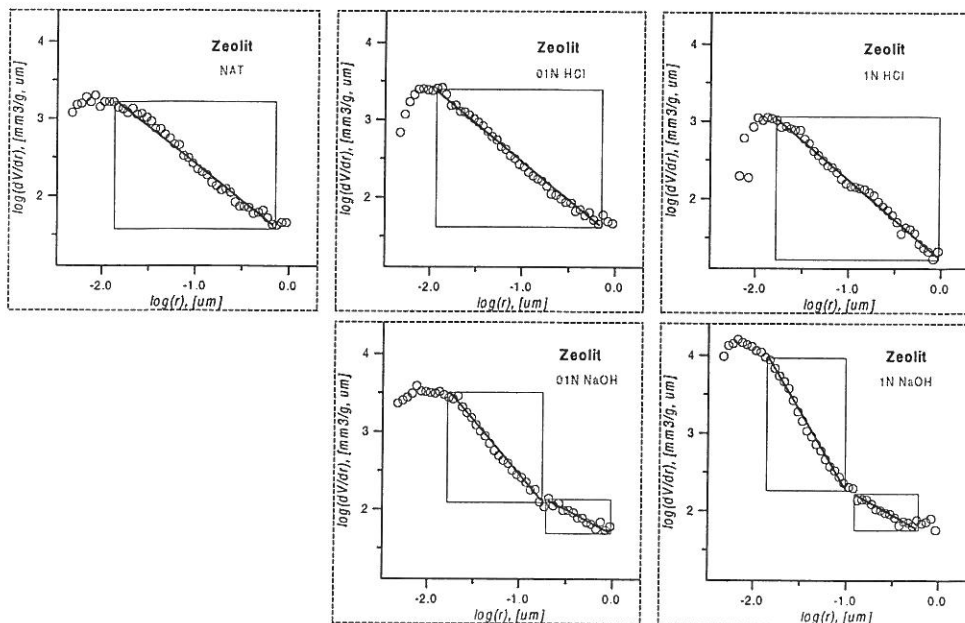 Zeolit
NAT
log(dV/dr), [mm3/g, um]
4
3
2
-2.0 -1.0 0.0
log(r), [um]
Zeolit
01N HCl
log(dV/dr), [mm3/g, um]
4
3
2
-2.0 -1.0 0.0
log(r), [um]
Zeolit
1N HCl
log(dV/dr), [mm3/g, um]
4
3
2
-2.0 -1.0 0.0
log(r), [um]
Zeolit
01N NaOH
log(dV/dr), [mm3/g, um]
4
3
2
-2.0 -1.0 0.0
log(r), [um]
Zeolit
1N NaOH
log(dV/dr), [mm3/g, um]
4
3
2
-2.0 -1.0 0.0
log(r), [um]